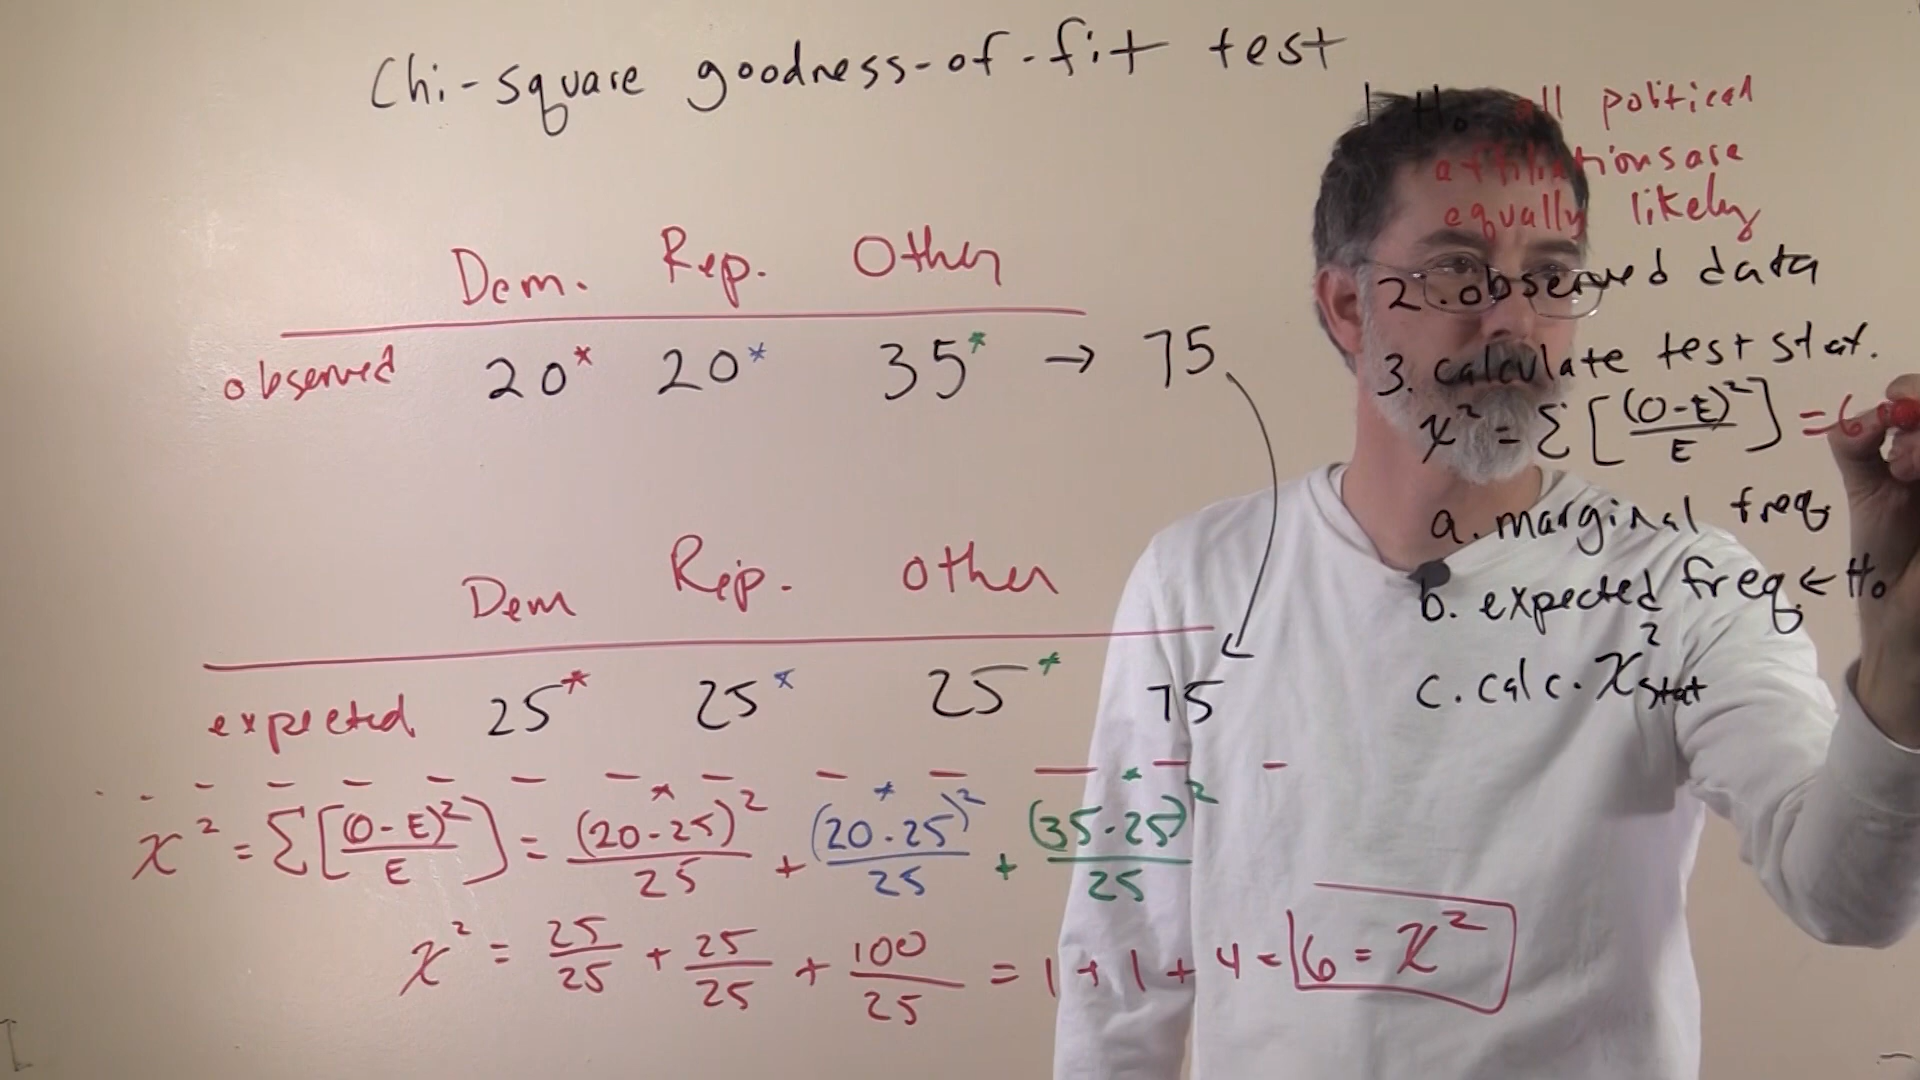 Chi-square goodness-of-fit test
Dem. Rep. Other
observed 20* 20* 35* → 75
Dem Rep. Other
expected 25* 25* 25* 75
χ² = Σ[(O-E)²/E] = (20-25)²/25 + (20-25)²/25 + (35-25)²/25
χ² = 25/25 + 25/25 + 100/25 = 1 + 1 + 4 = 6 = χ²
1. H₀ all political
affiliations are
equally likely
2. observed data
3. calculate test stat.
χ² = Σ[(O-E)²/E] = 6
a. marginal freq.
b. expected freq. ← H₀
c. calc. χ² stat